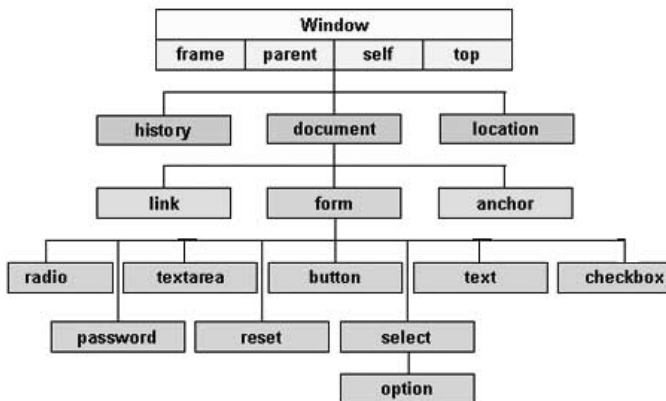 Window
frame parent self top
history document location
link form anchor
radio textarea button text checkbox
password reset select
option